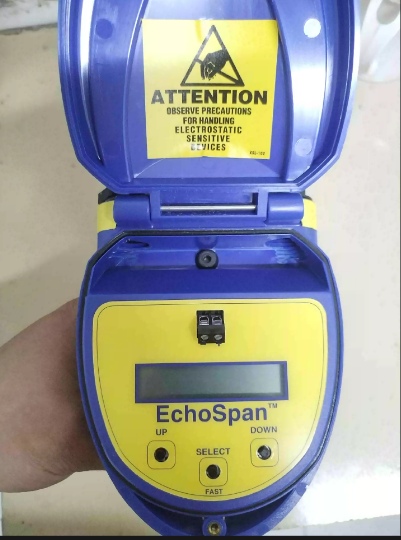 ATTENTION
OBSERVE PRECAUTIONS
FOR HANDLING
ELECTROSTATIC
SENSITIVE
DEVICES
EchoSpan™
UP
DOWN
SELECT
FAST